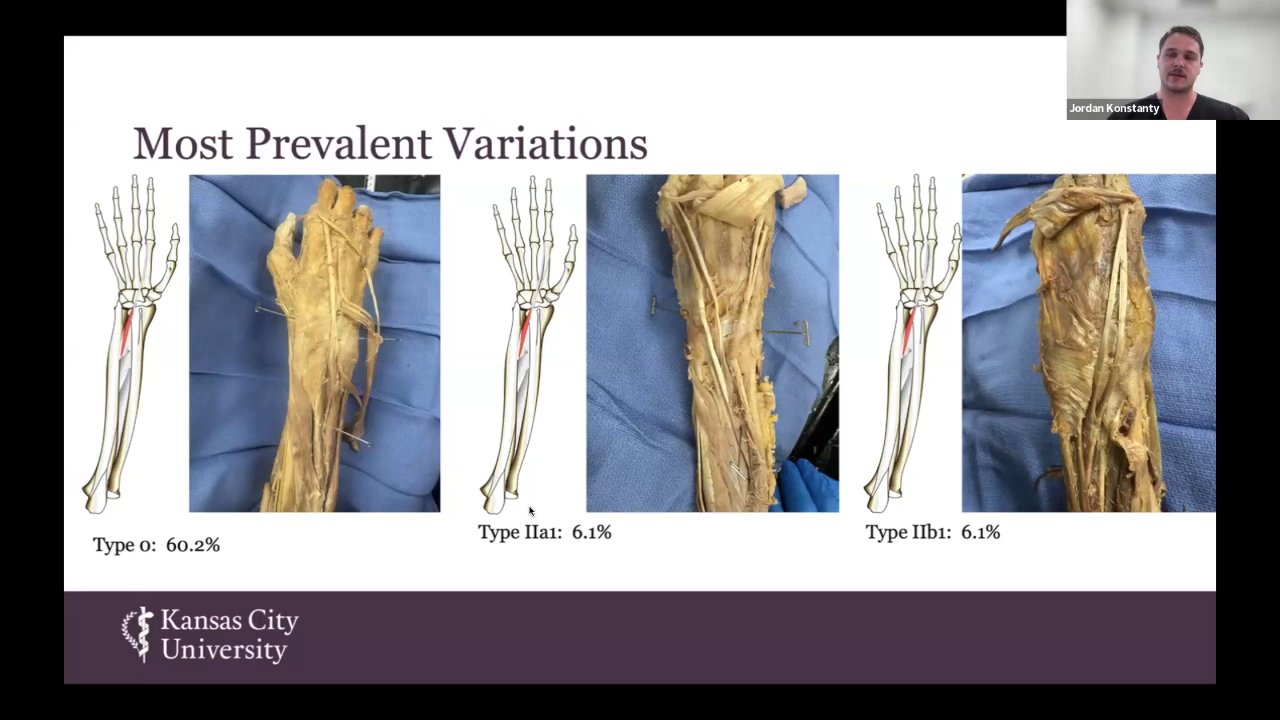 Jordan Konstanty
Most Prevalent Variations
Type 0: 60.2%
Type IIa1: 6.1%
Type IIb1: 6.1%
Kansas City
University